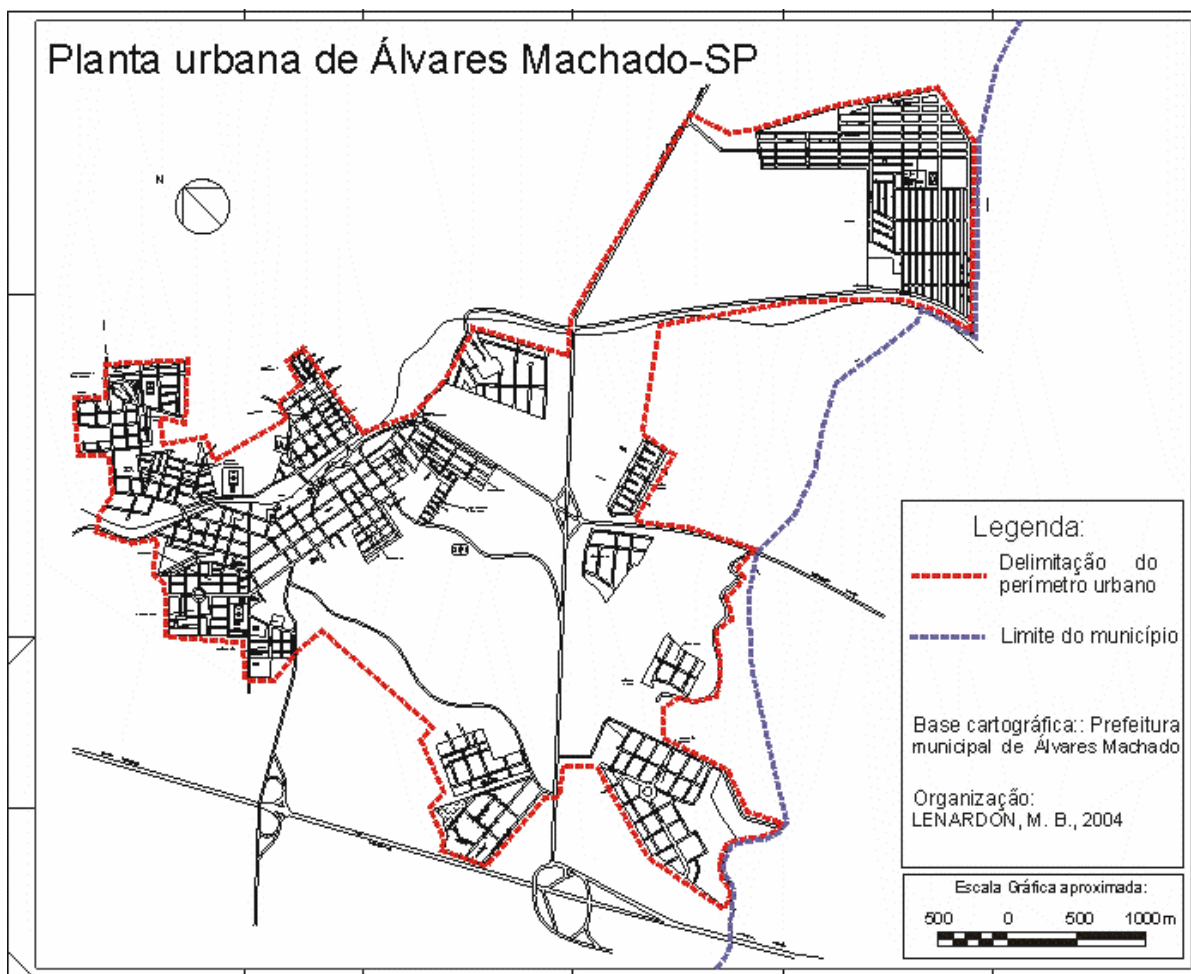 Planta urbana de Álvares Machado-SP
N
Legenda:
Delimitação do
perímetro urbano
Limite do município
Base cartográfica:: Prefeitura
municipal de Álvares Machado
Organização:
LENARDON, M. B., 2004
Escala Gráfica aproximada:
500 0 500 1000m